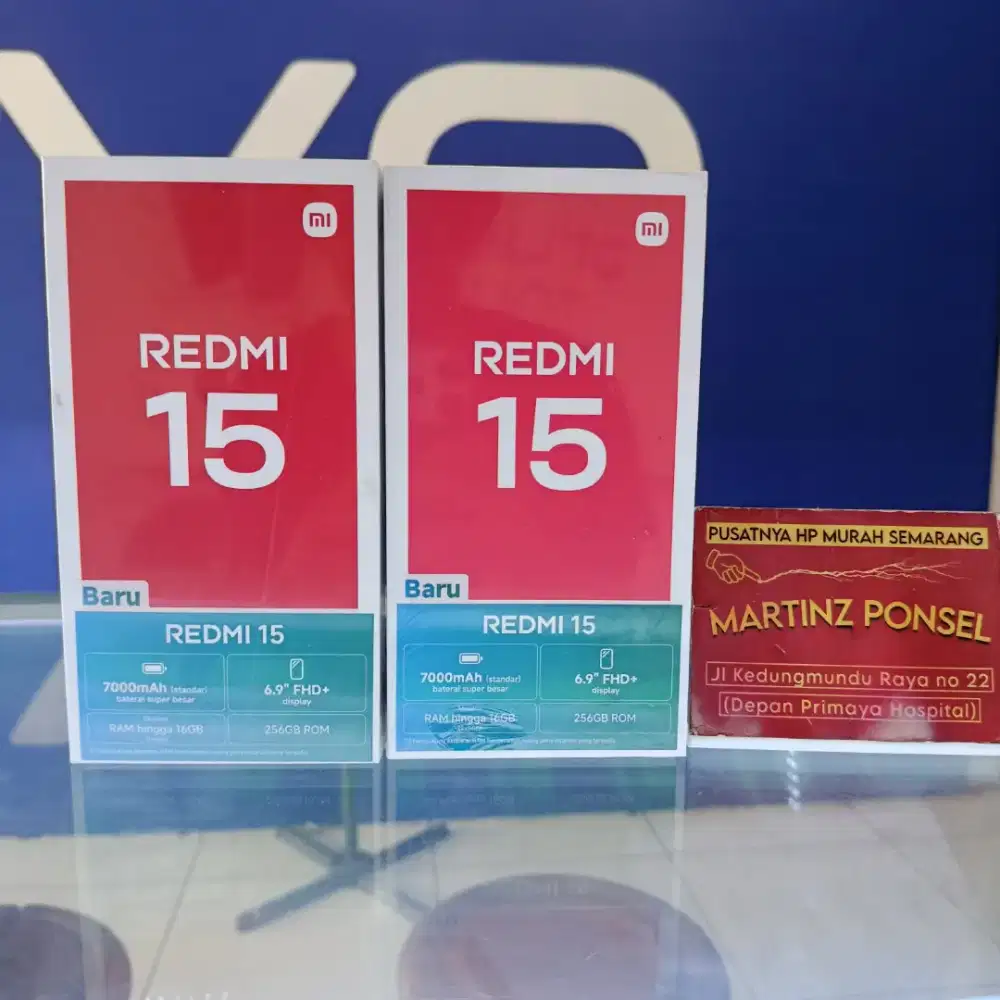 mi
REDMI
15
Baru
REDMI 15
7000mAh (standar)
baterai super besar
6.9" FHD+
display
RAM hingga 16GB
256GB ROM
mi
REDMI
15
Baru
REDMI 15
7000mAh (standar)
baterai super besar
6.9" FHD+
display
RAM hingga 16GB
256GB ROM
PUSATNYA HP MURAH SEMARANG
MARTINZ PONSEL
Jl Kedungmundu Raya no 22
(Depan Primaya Hospital)